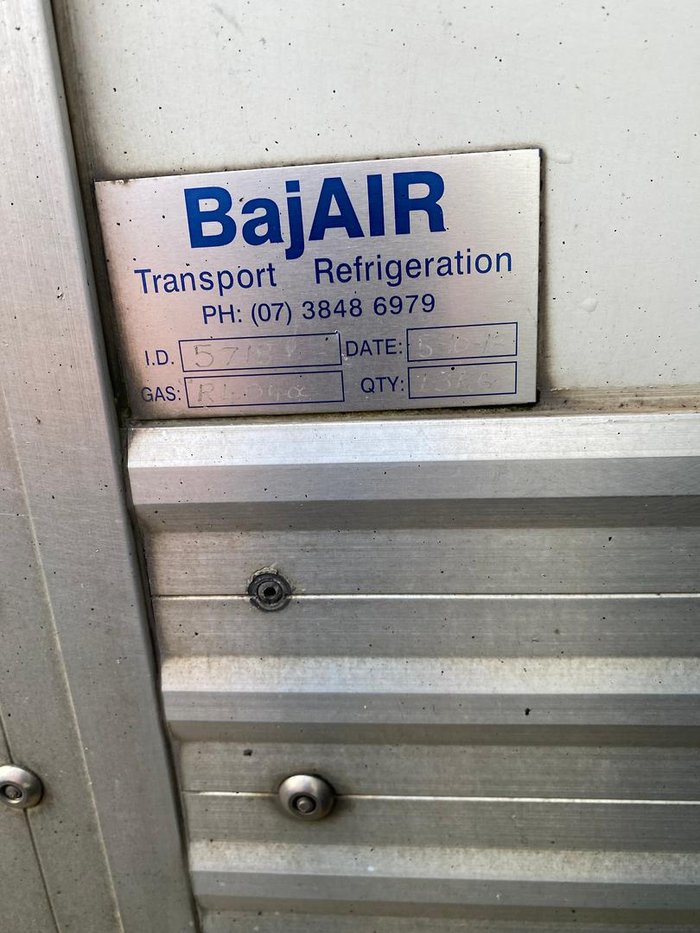 BajAIR
Transport Refrigeration
PH: (07) 3848 6979
I.D. DATE:
GAS: QTY: